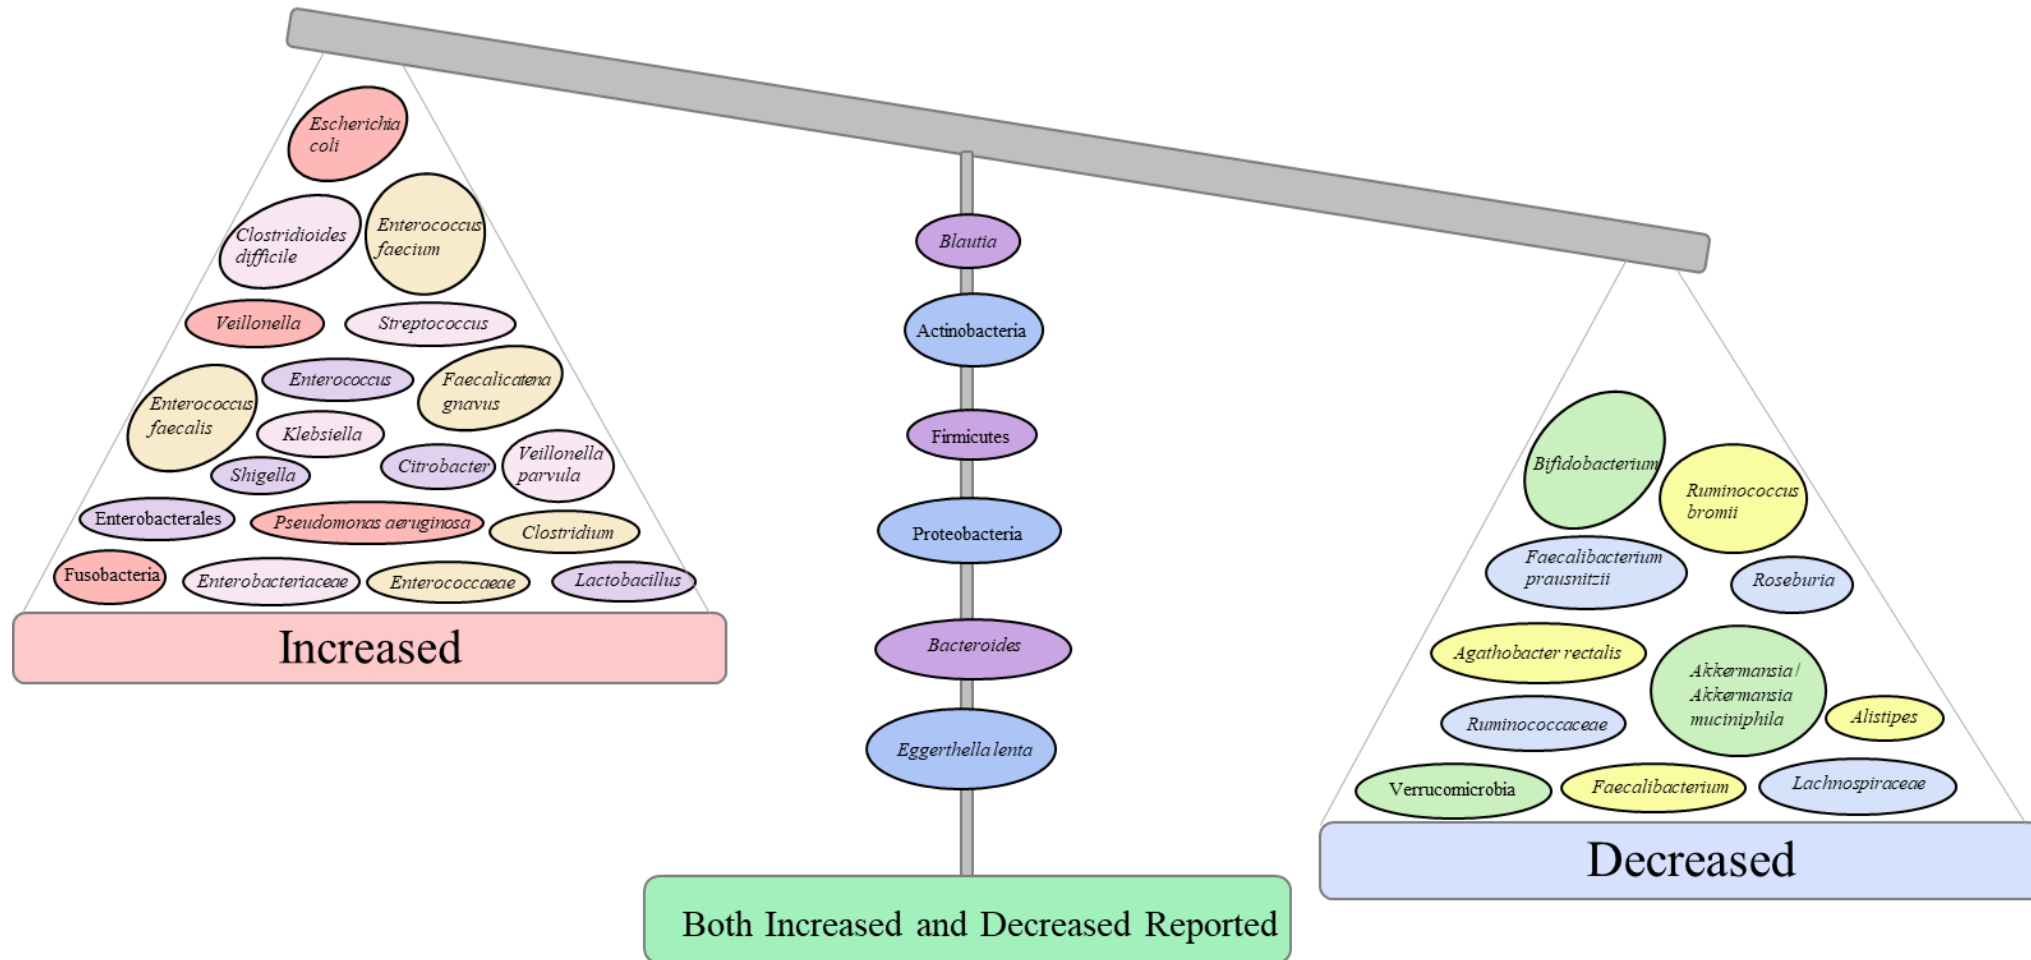 Escherichia
coli
Clostridioides
difficile
Enterococcus
faecium
Veillonella
Streptococcus
Enterococcus
Faecalicatena
gnavus
Enterococcus
faecalis
Klebsiella
Shigella
Citrobacter
Veillonella
parvula
Enterobacterales
Pseudomonas aeruginosa
Clostridium
Fusobacteria
Enterobacteriaceae
Enterococcaeae
Lactobacillus
Increased
Blautia
Actinobacteria
Firmicutes
Proteobacteria
Bacteroides
Eggerthella lenta
Both Increased and Decreased Reported
Bifidobacterium
Ruminococcus
bromii
Faecalibacterium
prausnitzii
Roseburia
Agathobacter rectalis
Akkermansia /
Akkermansia
muciniphila
Alistipes
Ruminococcaceae
Verrucomicrobia
Faecalibacterium
Lachnospiraceae
Decreased